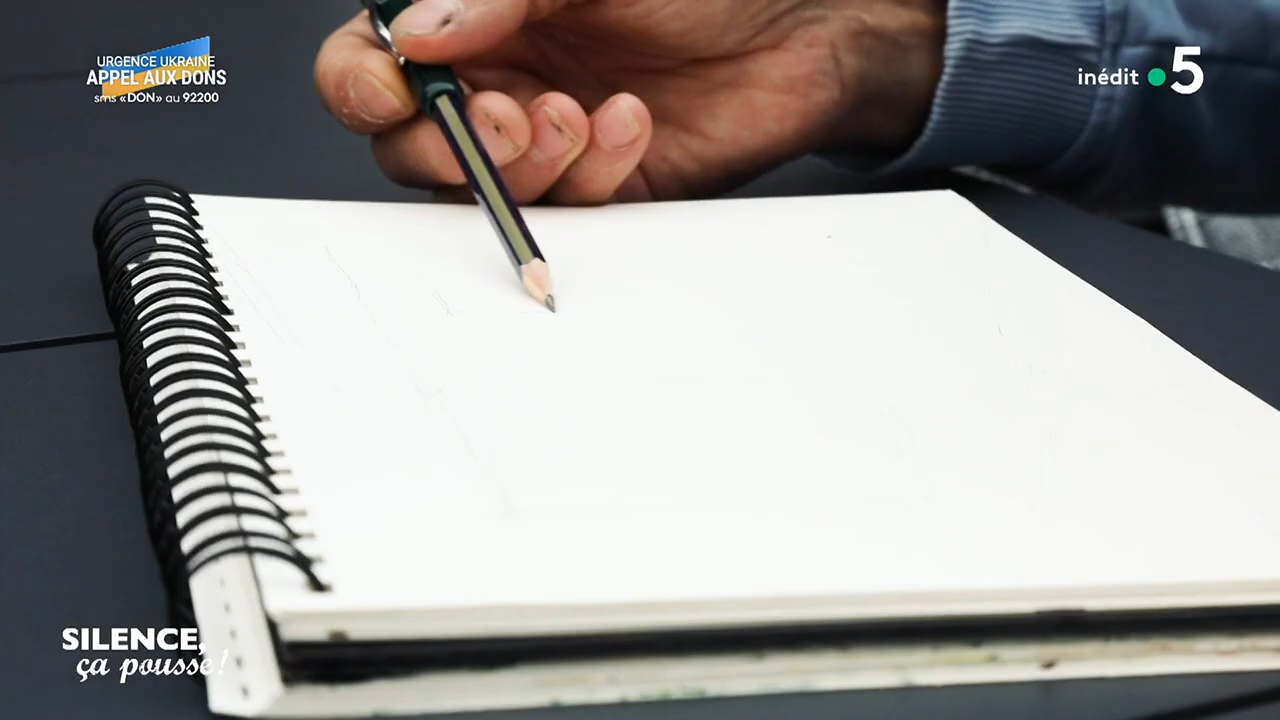 URGENCE UKRAINE
APPEL AUX DONS
sms «DON» au 92200
inédit 5
SILENCE,
ça pousse!